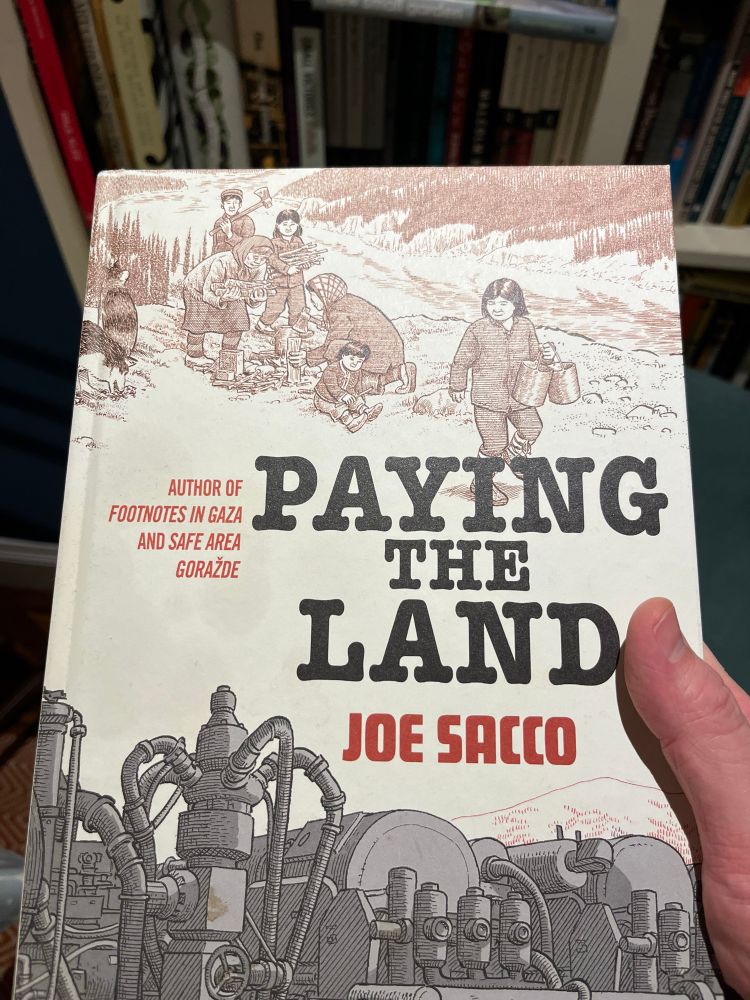 AUTHOR OF
FOOTNOTES IN GAZA
AND SAFE AREA
GORAŽDE
PAYING
THE
LAND
JOE SACCO